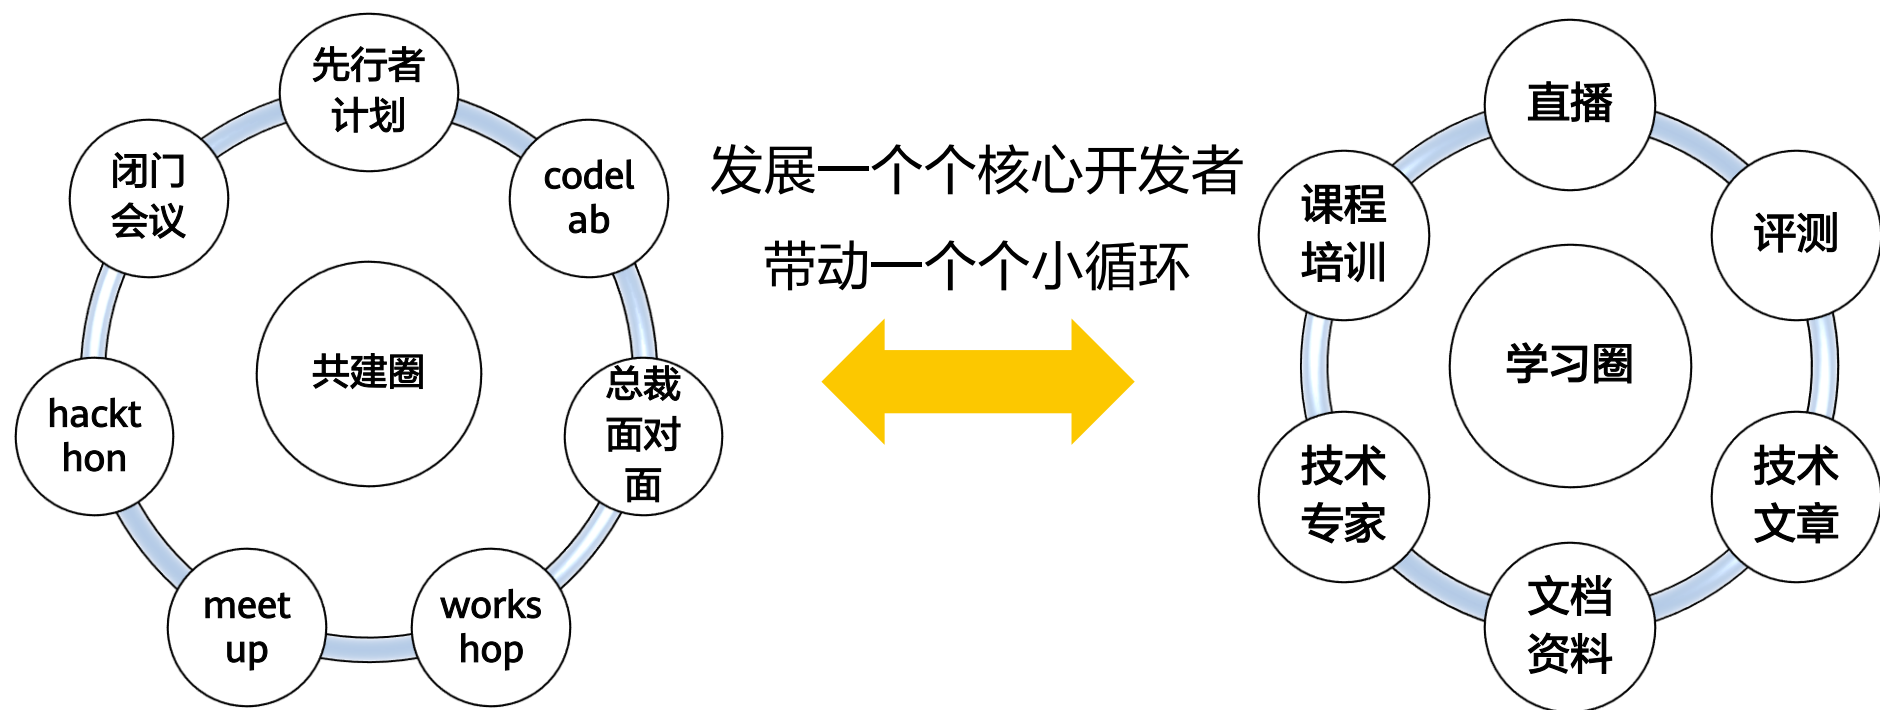 先行者
计划
codel
ab
总裁
面对
面
works
hop
meet
up
hackt
hon
闭门
会议
共建圈
发展一个个核心开发者
带动一个个小循环
直播
评测
技术
文章
文档
资料
技术
专家
课程
培训
学习圈